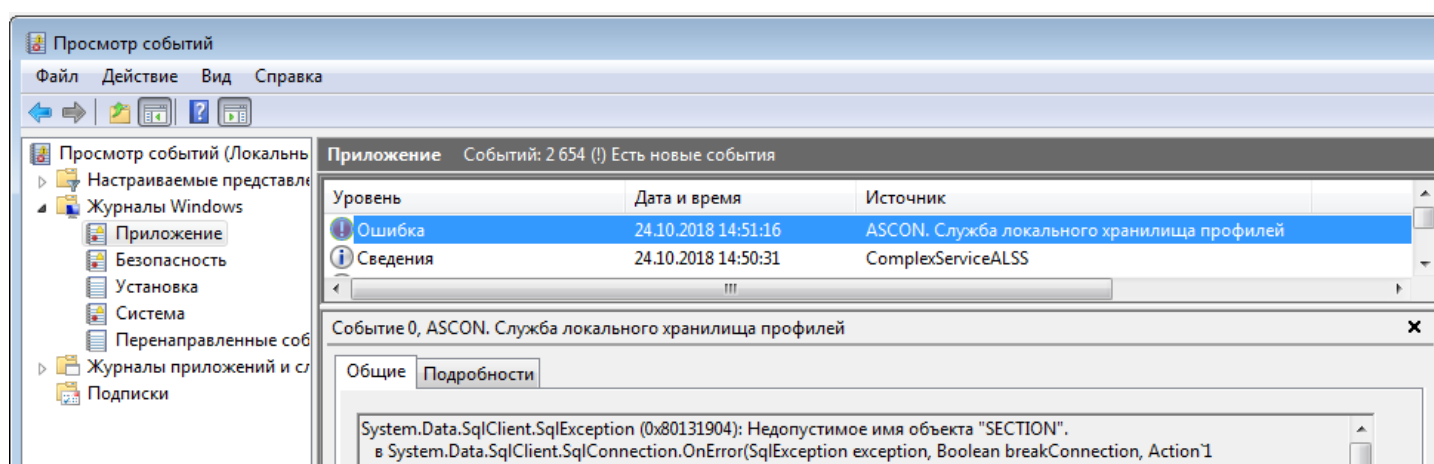 Просмотр событий
Файл Действие Вид Справка
Просмотр событий (Локальнь
Настраиваемые представле
Журналы Windows
Приложение
Безопасность
Установка
Система
Перенаправленные соб
Журналы приложений и сл
Подписки
Приложение Событий: 2 654 (!) Есть новые события
Уровень Дата и время Источник
Ошибка 24.10.2018 14:51:16 ASCON. Служба локального хранилища профилей
Сведения 24.10.2018 14:50:31 ComplexServiceALSS
Событие 0, ASCON. Служба локального хранилища профилей
Общие Подробности
System.Data.SqlClient.SqlException (0x80131904): Недопустимое имя объекта "SECTION".
в System.Data.SqlClient.SqlConnection.OnError(SqlException exception, Boolean breakConnection, Action`1